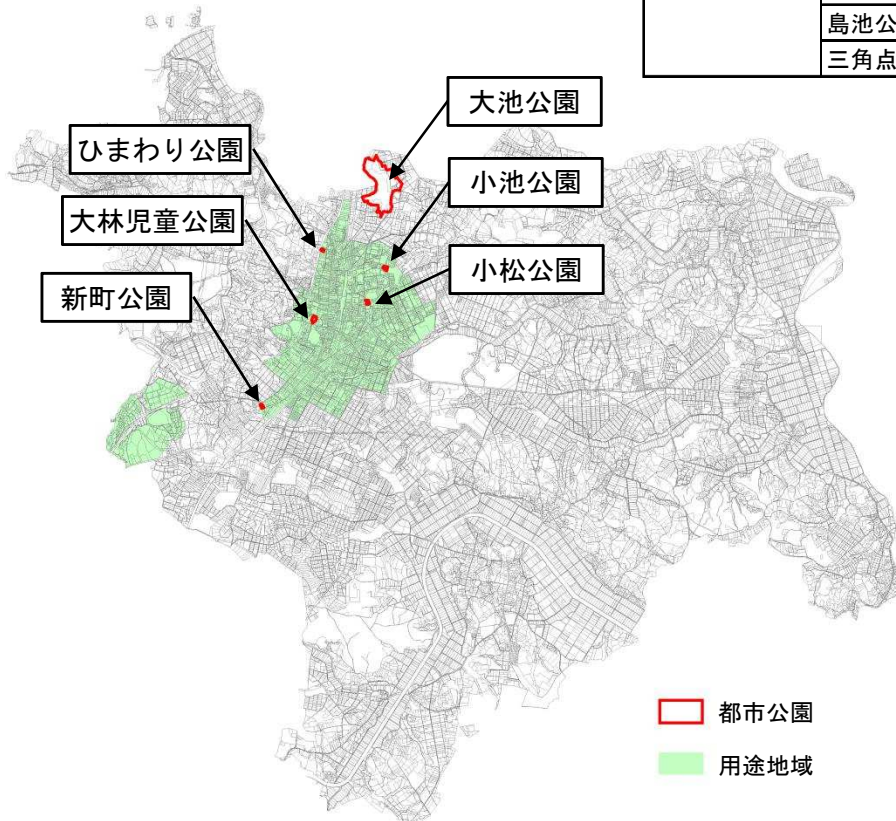 島池公
三角点
大池公園
ひまわり公園
小池公園
大林児童公園
小松公園
新町公園
都市公園
用途地域